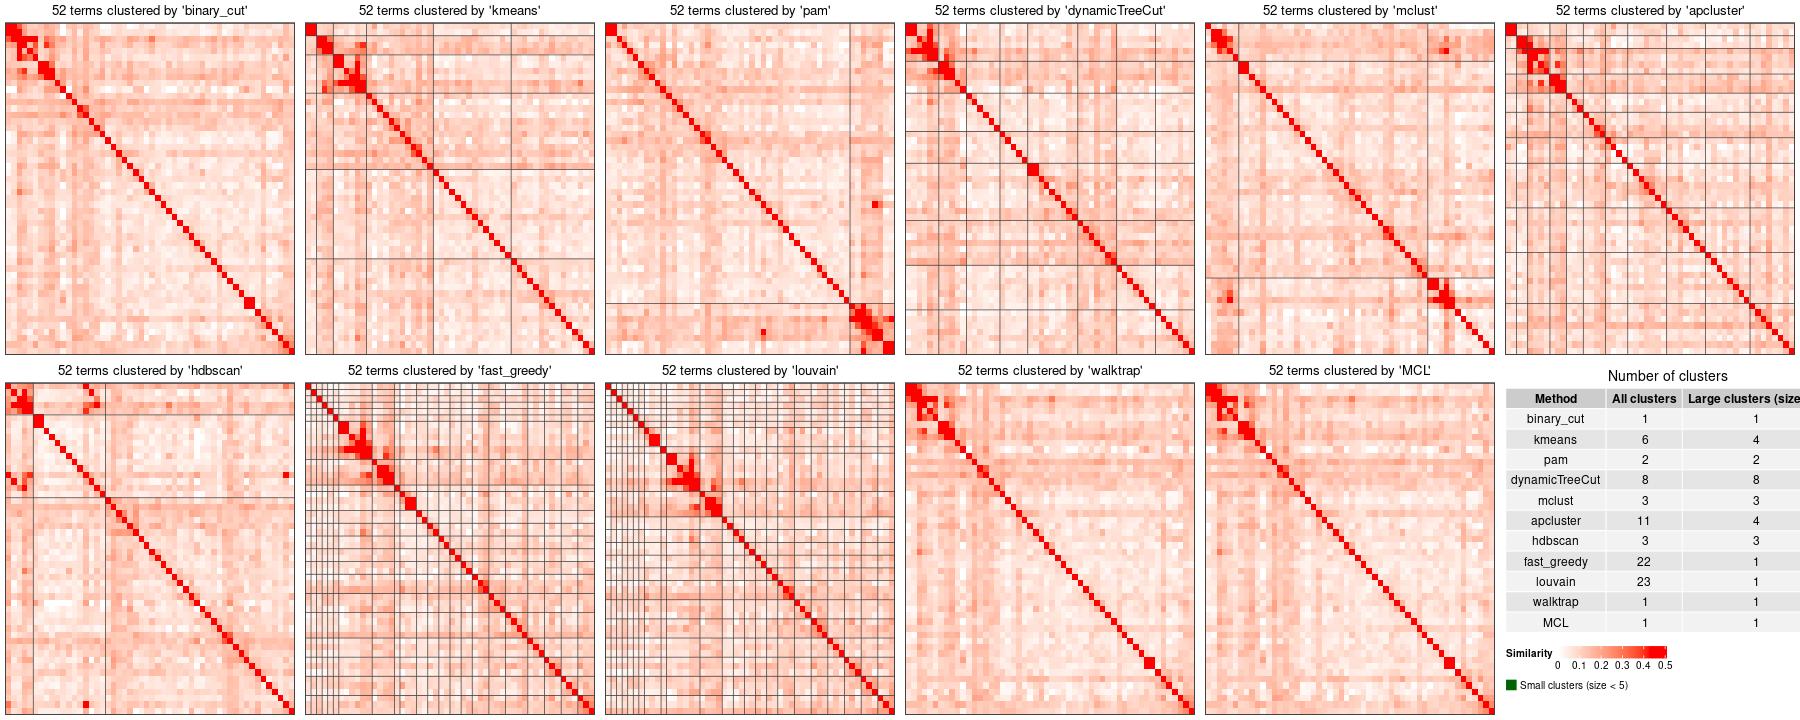 52 terms clustered by 'binary_cut'
52 terms clustered by 'kmeans'
52 terms clustered by 'pam'
52 terms clustered by 'dynamicTreeCut'
52 terms clustered by 'mclust'
52 terms clustered by 'apcluster'
52 terms clustered by 'hdbscan'
52 terms clustered by 'fast_greedy'
52 terms clustered by 'louvain'
52 terms clustered by 'walktrap'
52 terms clustered by 'MCL'
Number of clusters
Method All clusters Large clusters (size
binary_cut 1 1
kmeans 6 4
pam 2 2
dynamicTreeCut 8 8
mclust 3 3
apcluster 11 4
hdbscan 3 3
fast_greedy 22 1
louvain 23 1
walktrap 1 1
MCL 1 1
Similarity
0 0.1 0.2 0.3 0.4 0.5
Small clusters (size < 5)